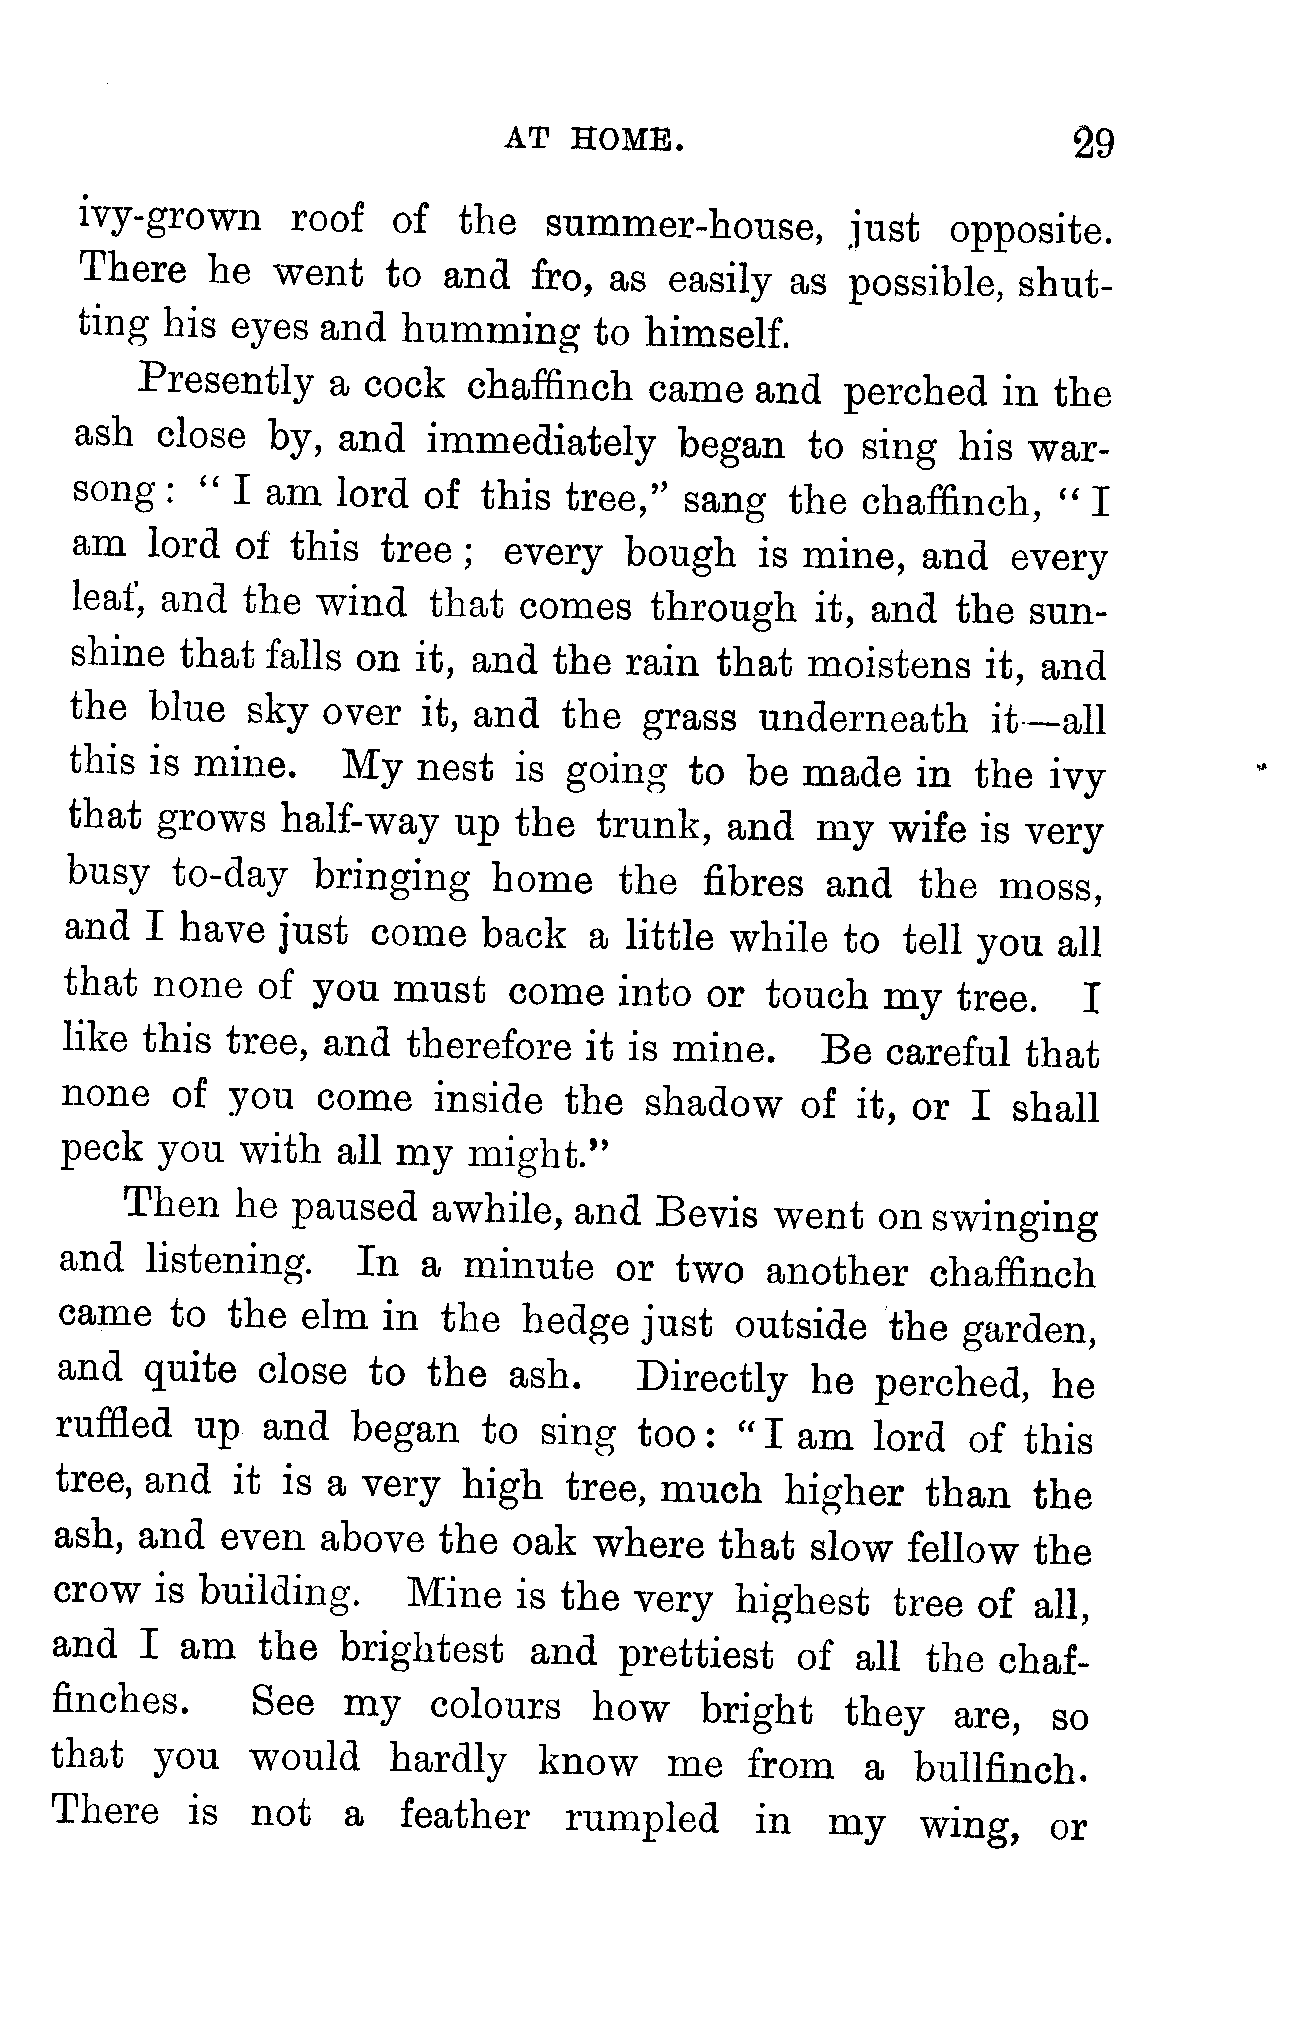 AT HOME. 29
ivy-grown roof of the summer-house, just opposite.
There he went to and fro, as easily as possible, shut-
ting his eyes and humming to himself.
Presently a cock chaffinch came and perched in the
ash close by, and immediately began to sing his war-
song: “I am lord of this tree,” sang the chaffinch, “I
am lord of this tree; every bough is mine, and every
leaf, and the wind that comes through it, and the sun-
shine that falls on it, and the rain that moistens it, and
the blue sky over it, and the grass underneath it—all
this is mine. My nest is going to be made in the ivy
that grows half-way up the trunk, and my wife is very
busy to-day bringing home the fibres and the moss,
and I have just come back a little while to tell you all
that none of you must come into or touch my tree. I
like this tree, and therefore it is mine. Be careful that
none of you come inside the shadow of it, or I shall
peck you with all my might.”
Then he paused awhile, and Bevis went on swinging
and listening. In a minute or two another chaffinch
came to the elm in the hedge just outside the garden,
and quite close to the ash. Directly he perched, he
ruffled up and began to sing too: “I am lord of this
tree, and it is a very high tree, much higher than the
ash, and even above the oak where that slow fellow the
crow is building. Mine is the very highest tree of all,
and I am the brightest and prettiest of all the chaf-
finches. See my colours how bright they are, so
that you would hardly know me from a bullfinch.
There is not a feather rumpled in my wing, or